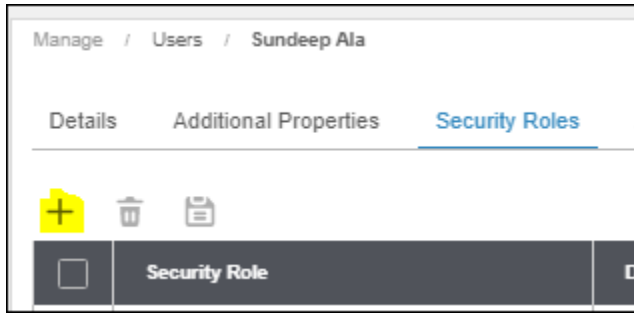 Manage / Users / Sundeep Ala
Details Additional Properties Security Roles
Security Role D